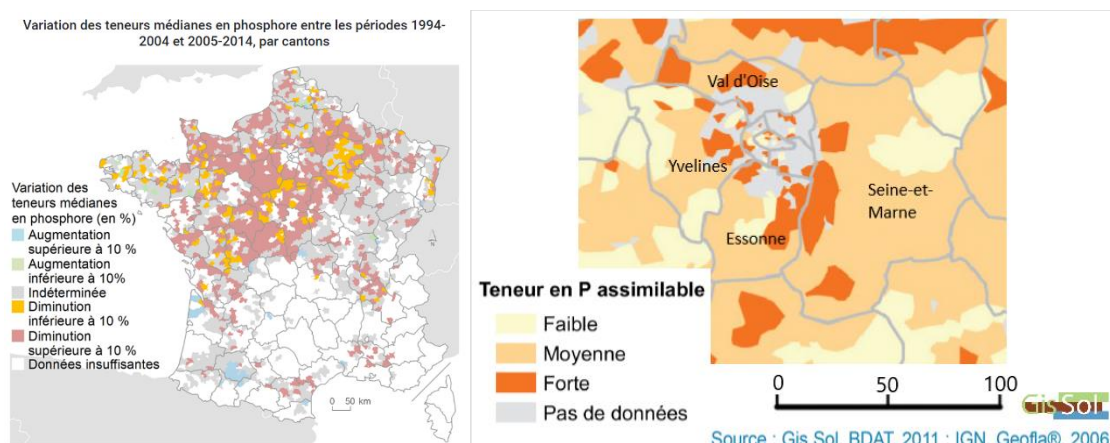 Variation des teneurs médianes en phosphore entre les périodes 1994-
2004 et 2005-2014, par cantons
Variation des
teneurs médianes
en phosphore (en %)
Augmentation
supérieure à 10 %
Augmentation
inférieure à 10%
Indéterminée
Diminution
inférieure à 10 %
Diminution
supérieure à 10 %
Données insuffisantes
0 50 km
Val d'Oise
Yvelines
Seine-et-
Marne
Essonne
Teneur en P assimilable
Faible
Moyenne
Forte
Pas de données
0 50 100
Gis Sol
Source : Gis Sol, BDAT, 2011 ; IGN, Geofla®, 2006